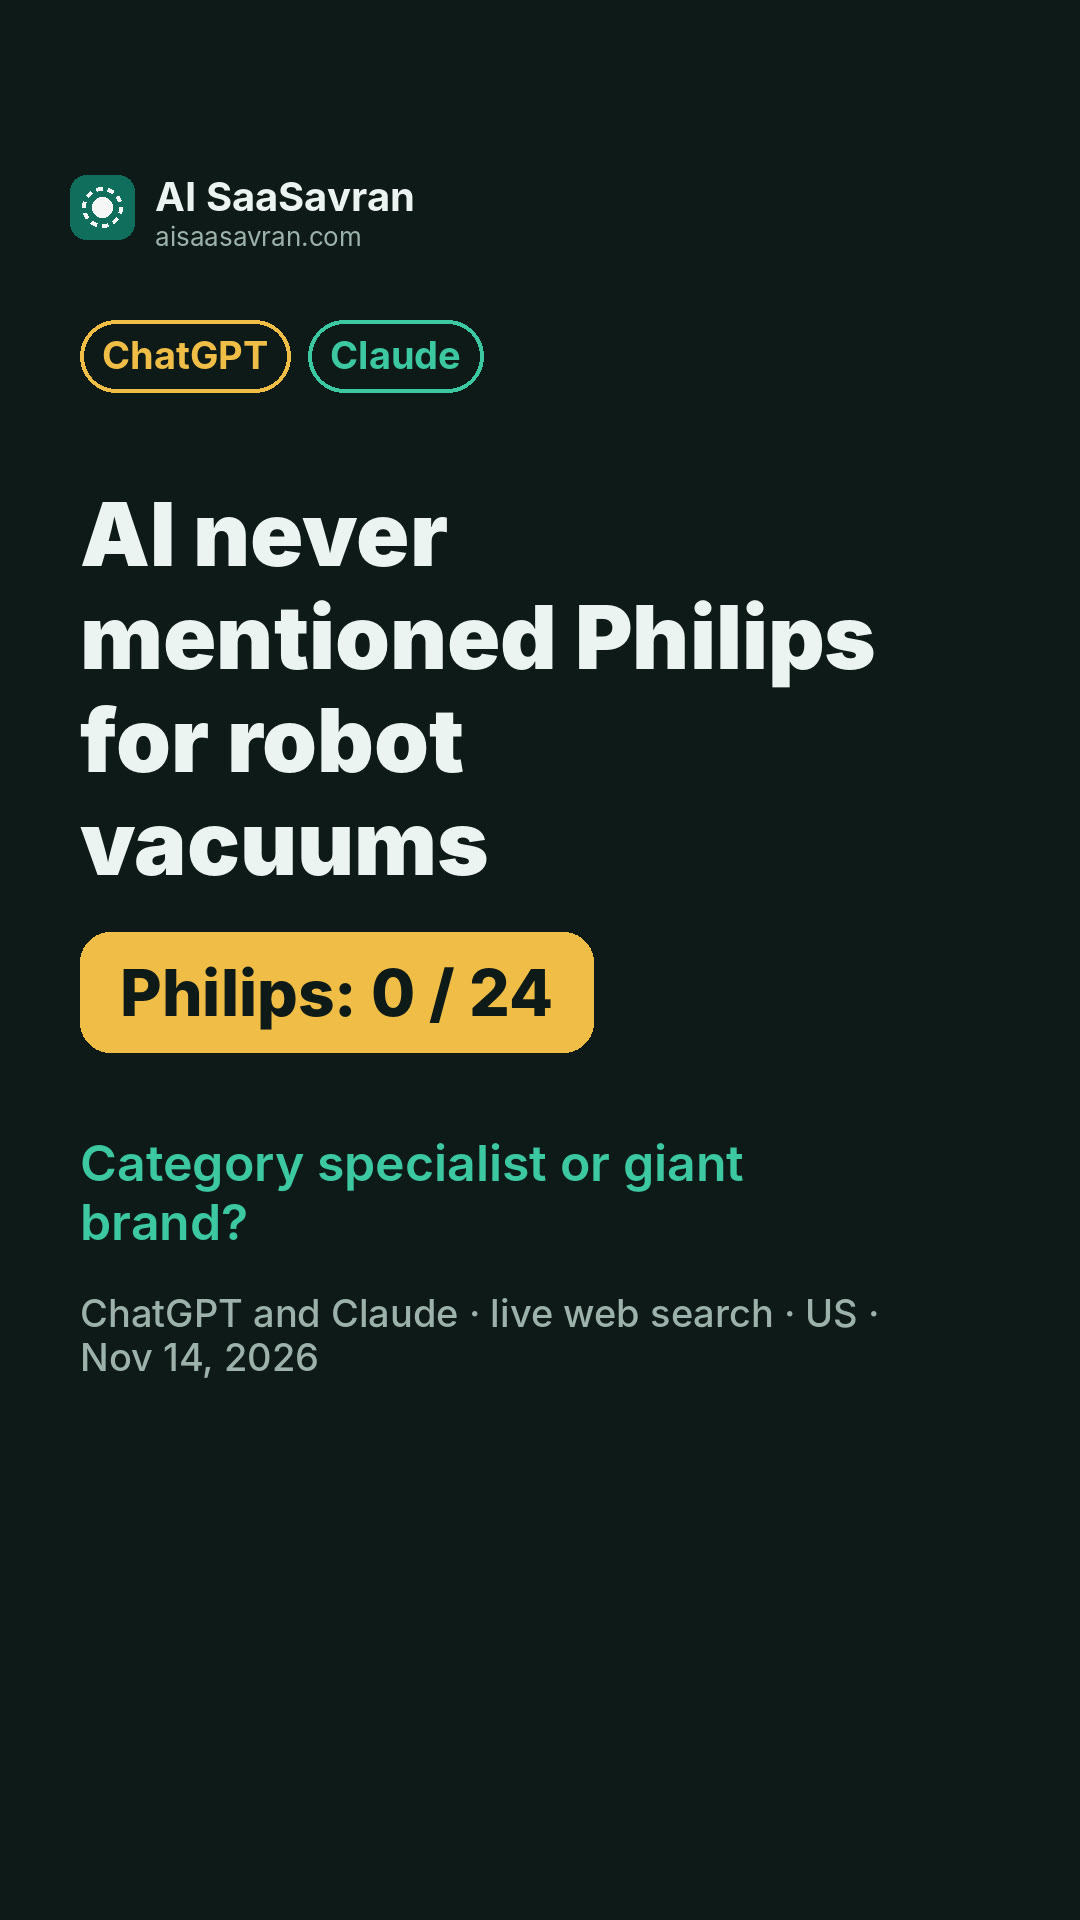 AI SaaSavran
aisaasavran.com
ChatGPT Claude
AI never
mentioned Philips
for robot
vacuums
Philips: 0 / 24
Category specialist or giant
brand?
ChatGPT and Claude · live web search · US ·
Nov 14, 2026